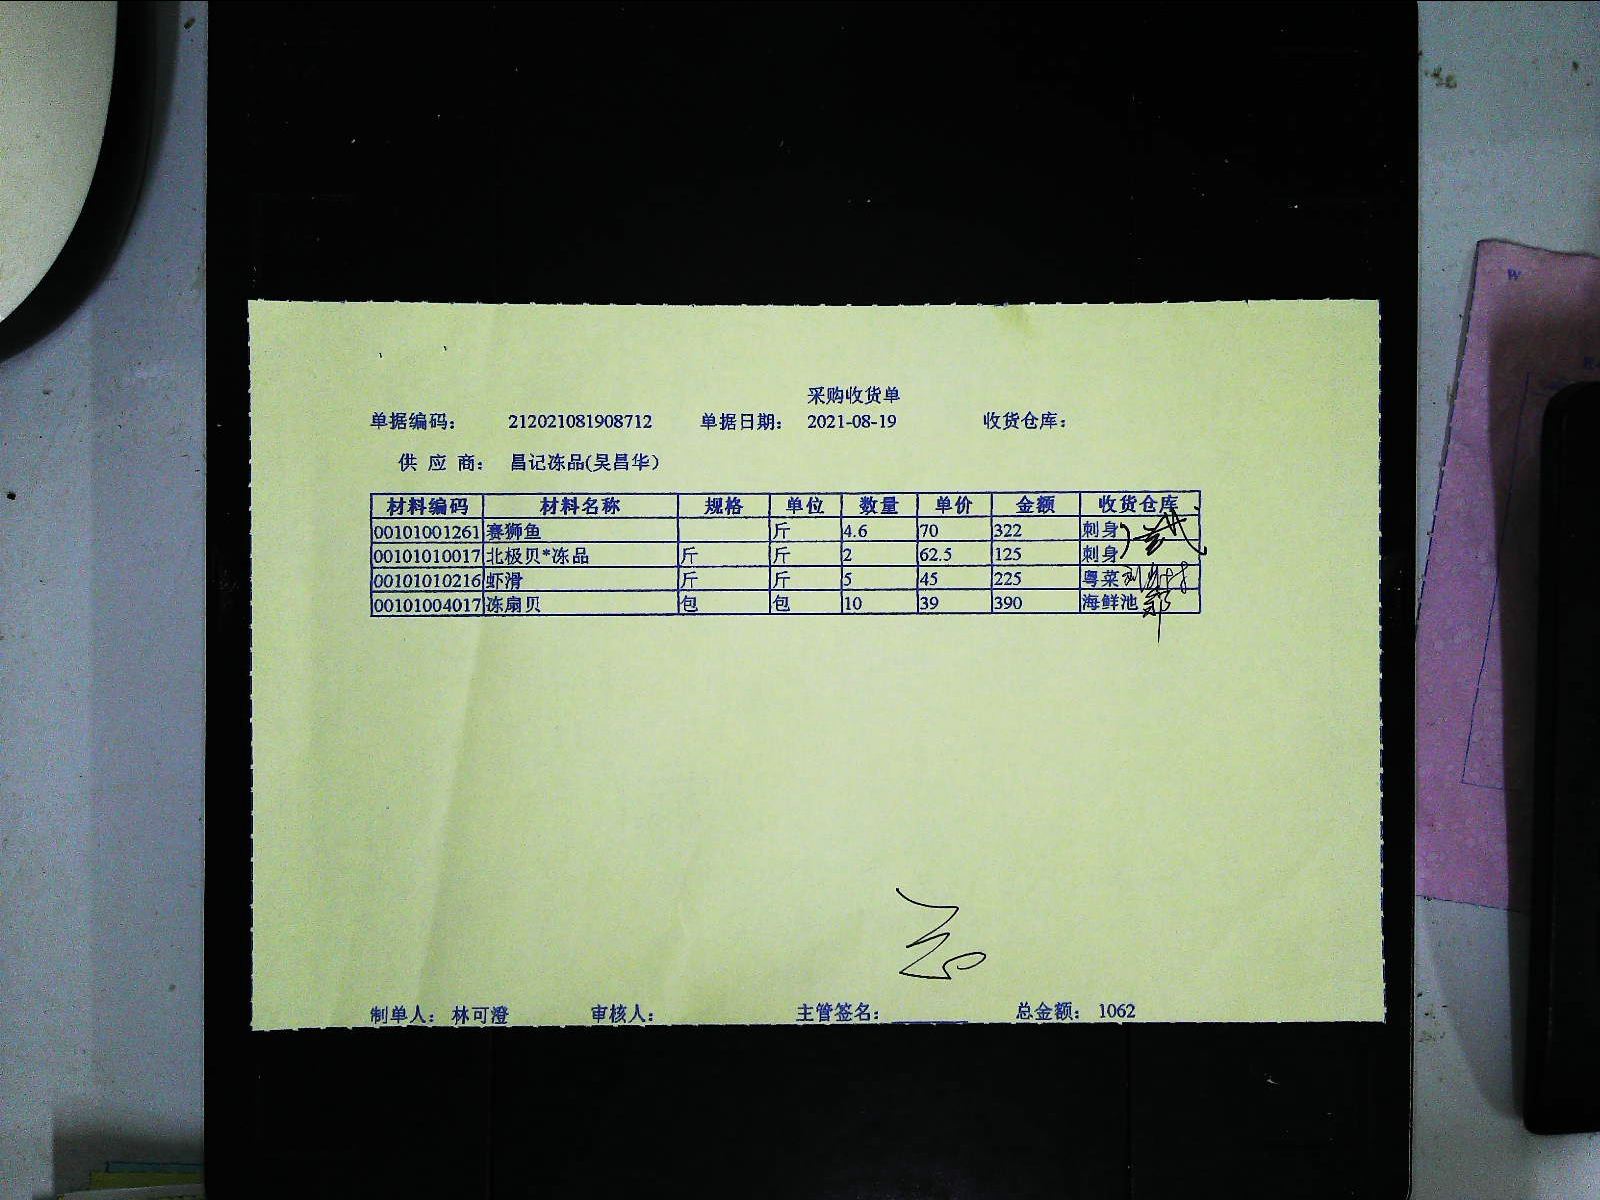 采购收货单
单据编码： 212021081908712 单据日期： 2021-08-19 收货仓库：
供 应 商： 昌记冻品(吴昌华）
材料编码 材料名称 规格 单位 数量 单价 金额 收货仓库
00101001261 赛狮鱼 斤 4.6 70 322 刺身
00101010017 北极贝*冻品 斤 斤 2 62.5 125 刺身
00101010216 虾滑 斤 斤 5 45 225 粤菜
00101004017 冻扇贝 包 包 10 39 390 海鲜池
制单人： 林可澄 审核人： 主管签名： 总金额： 1062